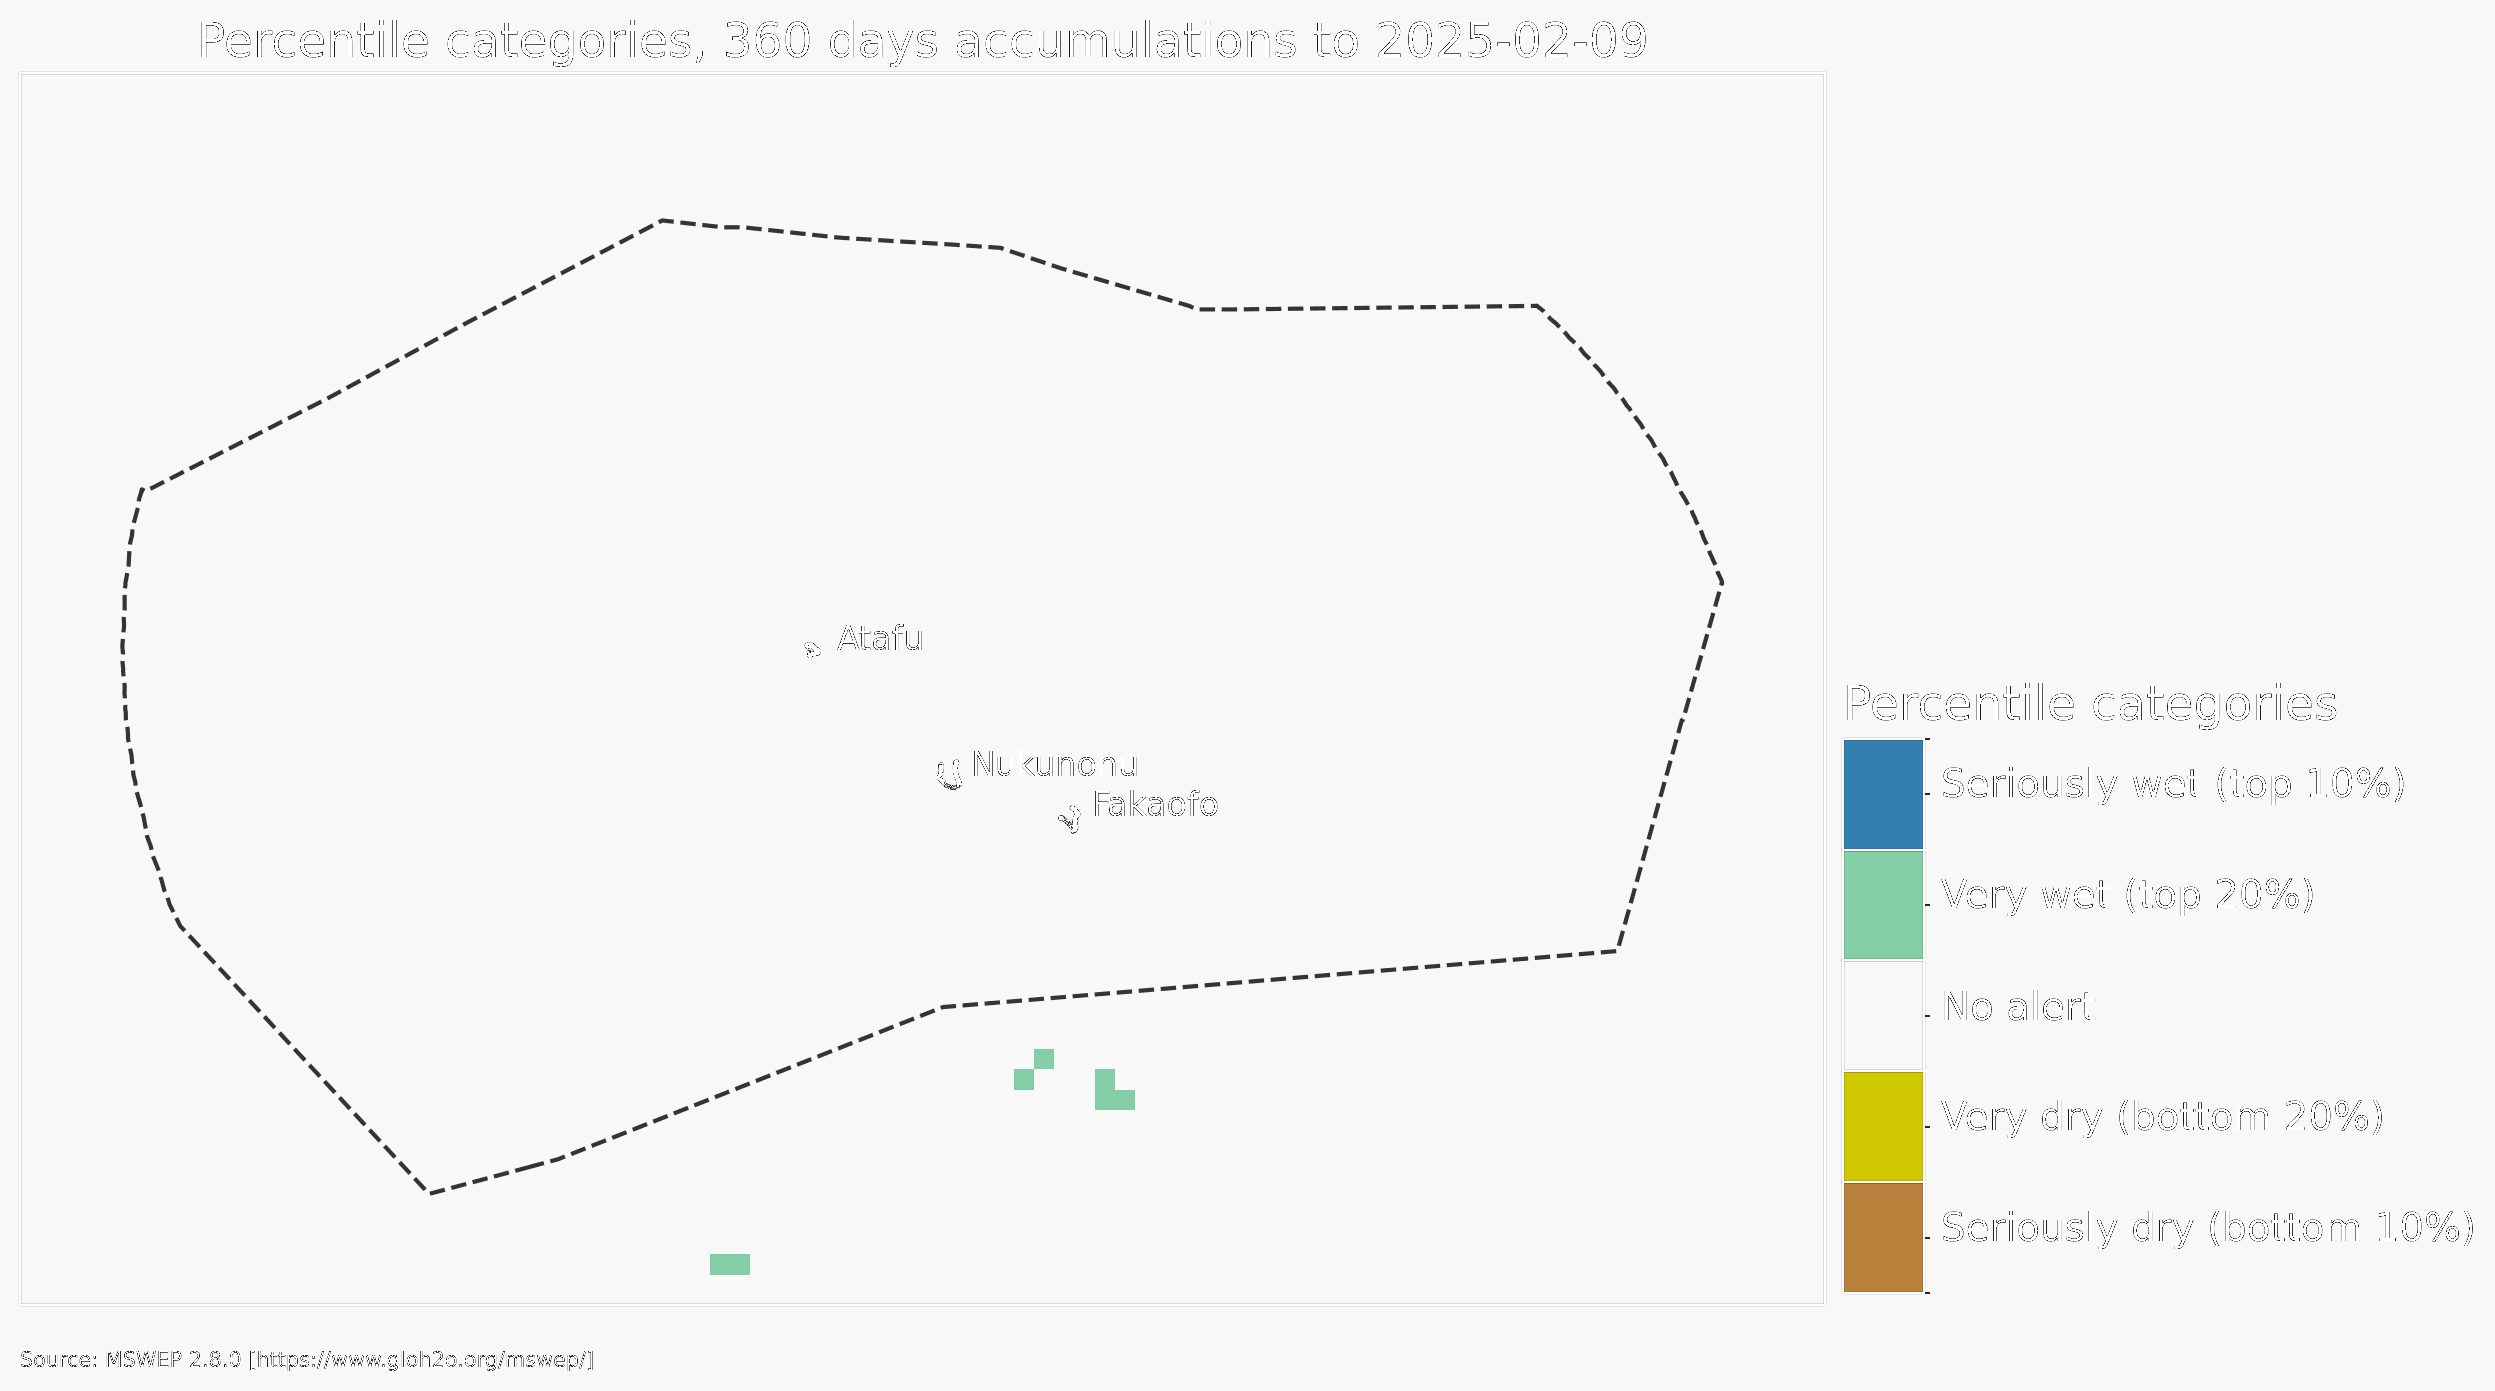 Percentile categories, 360 days accumulations to 2025-02-09
Atafu
Nukunonu
Fakaofo
Percentile categories
Seriously wet (top 10%)
Very wet (top 20%)
No alert
Very dry (bottom 20%)
Seriously dry (bottom 10%)
Source: MSWEP 2.8.0 [https://www.gloh2o.org/mswep/]